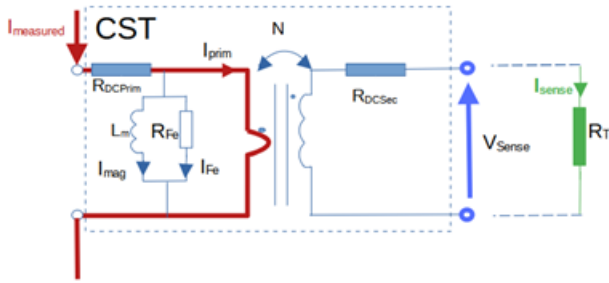 CST
N
Imeasured
Iprim
RDCPrim
RDCSec
Isense
Lm
RFe
VSense
RT
Imag
IFe